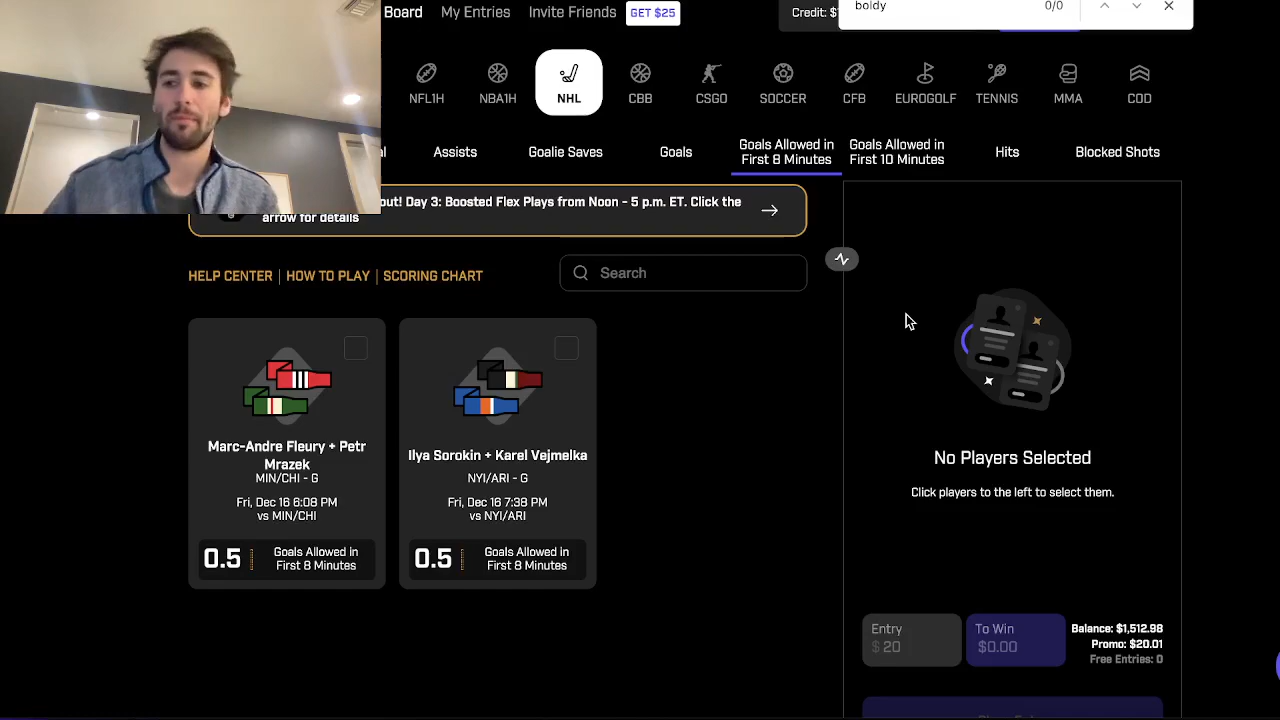 Board
My Entries
Invite Friends
GET $25
Credit: $
boldy
0/0
NFL1H
NBA1H
NHL
CBB
CSGO
SOCCER
CFB
EUROGOLF
TENNIS
MMA
COD
Assists
Goalie Saves
Goals
Goals Allowed in
First 8 Minutes
Goals Allowed in
First 10 Minutes
Hits
Blocked Shots
out! Day 3: Boosted Flex Plays from Noon - 5 p.m. ET. Click the
arrow for details
HELP CENTER | HOW TO PLAY | SCORING CHART
Search
Marc-Andre Fleury + Petr
Mrazek
MIN/CHI - G
Fri, Dec 16 6:08 PM
vs MIN/CHI
0.5
Goals Allowed in
First 8 Minutes
Ilya Sorokin + Karel Vejmelka
NYI/ARI - G
Fri, Dec 16 7:38 PM
vs NYI/ARI
0.5
Goals Allowed in
First 8 Minutes
No Players Selected
Click players to the left to select them.
Entry
$ 20
To Win
$0.00
Balance: $1,512.98
Promo: $20.01
Free Entries: 0